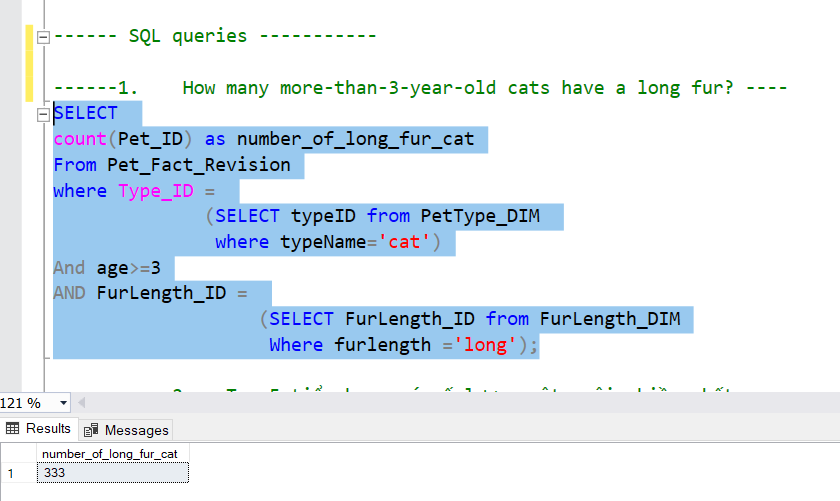 ------ SQL queries -----------
------1. How many more-than-3-year-old cats have a long fur? ----
SELECT
count(Pet_ID) as number_of_long_fur_cat
From Pet_Fact_Revision
where Type_ID =
(SELECT typeID from PetType_DIM
where typeName='cat')
And age>=3
AND FurLength_ID =
(SELECT FurLength_ID from FurLength_DIM
Where furlength ='long');
121 %
Results Messages
number_of_long_fur_cat
1 333